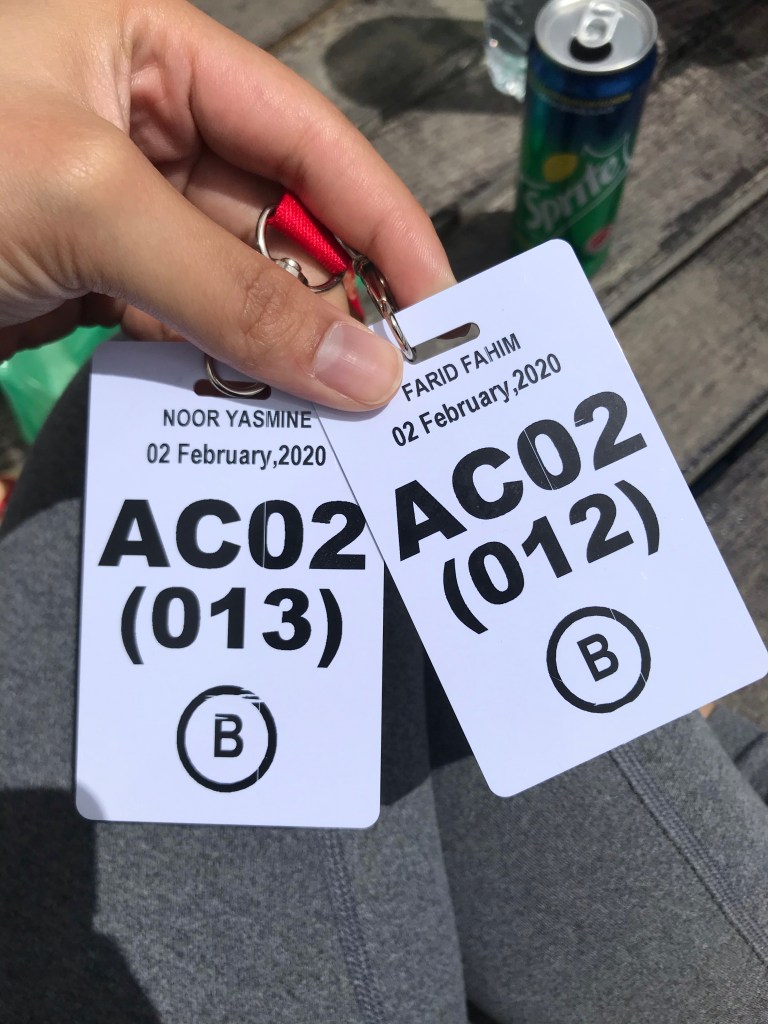 NOOR YASMINE
02 February,2020
AC02
(013)
B
FARID FAHIM
02 February,2020
AC02
(012)
B
Sprite